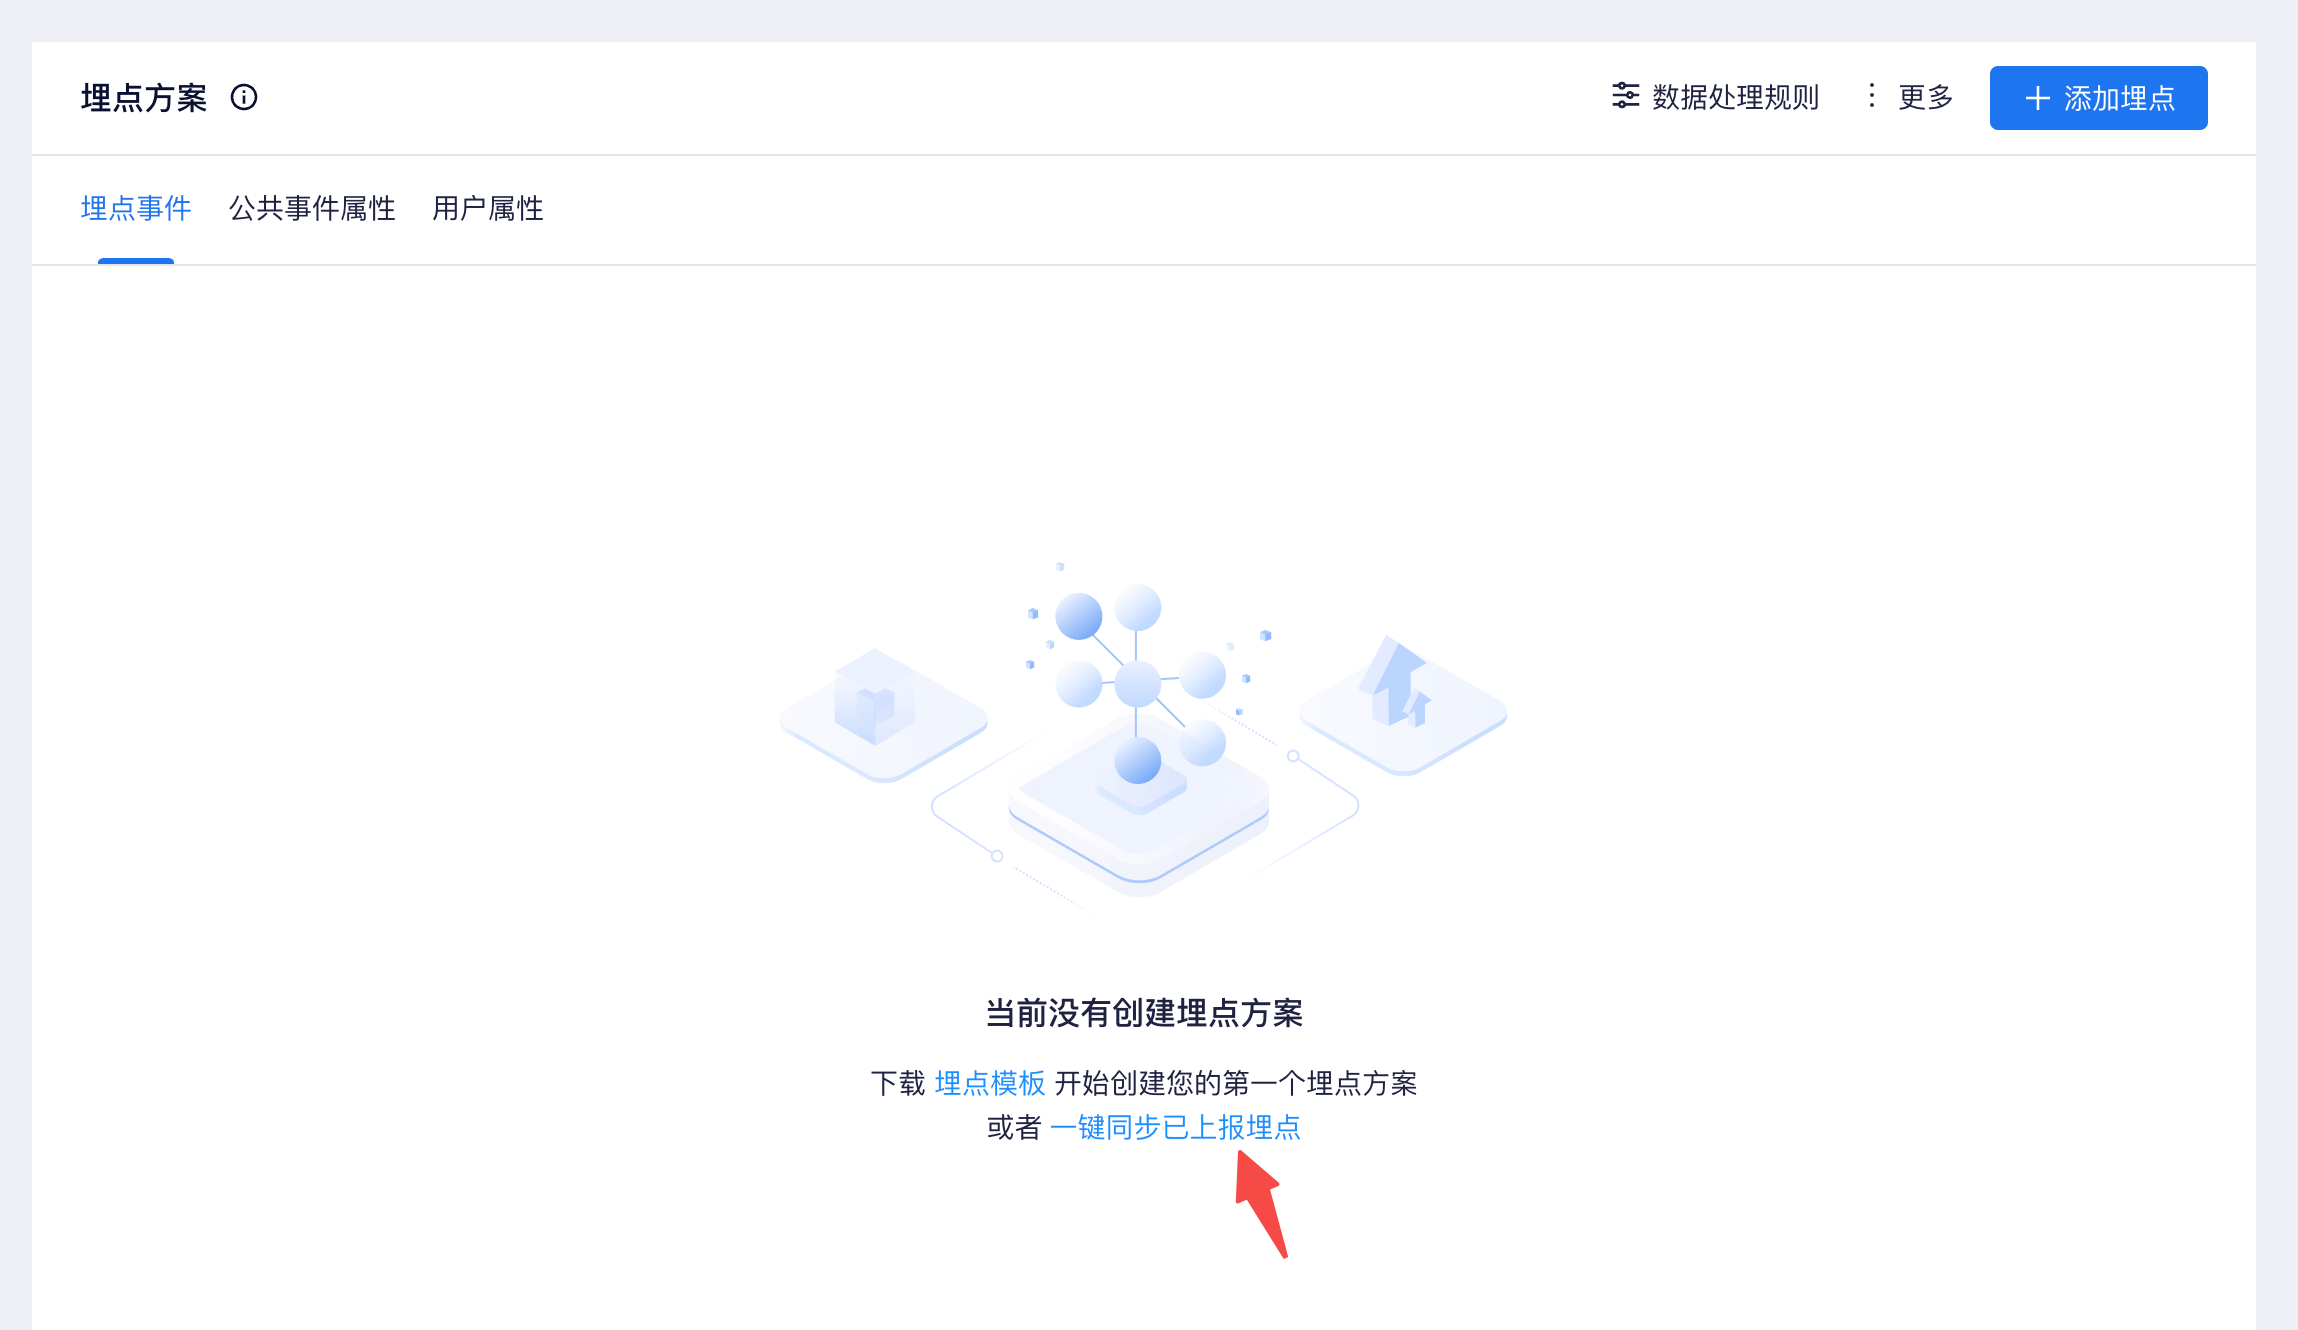 埋点方案
数据处理规则
更多
添加埋点
埋点事件 公共事件属性 用户属性
当前没有创建埋点方案
下载 埋点模板 开始创建您的第一个埋点方案
或者 一键同步已上报埋点